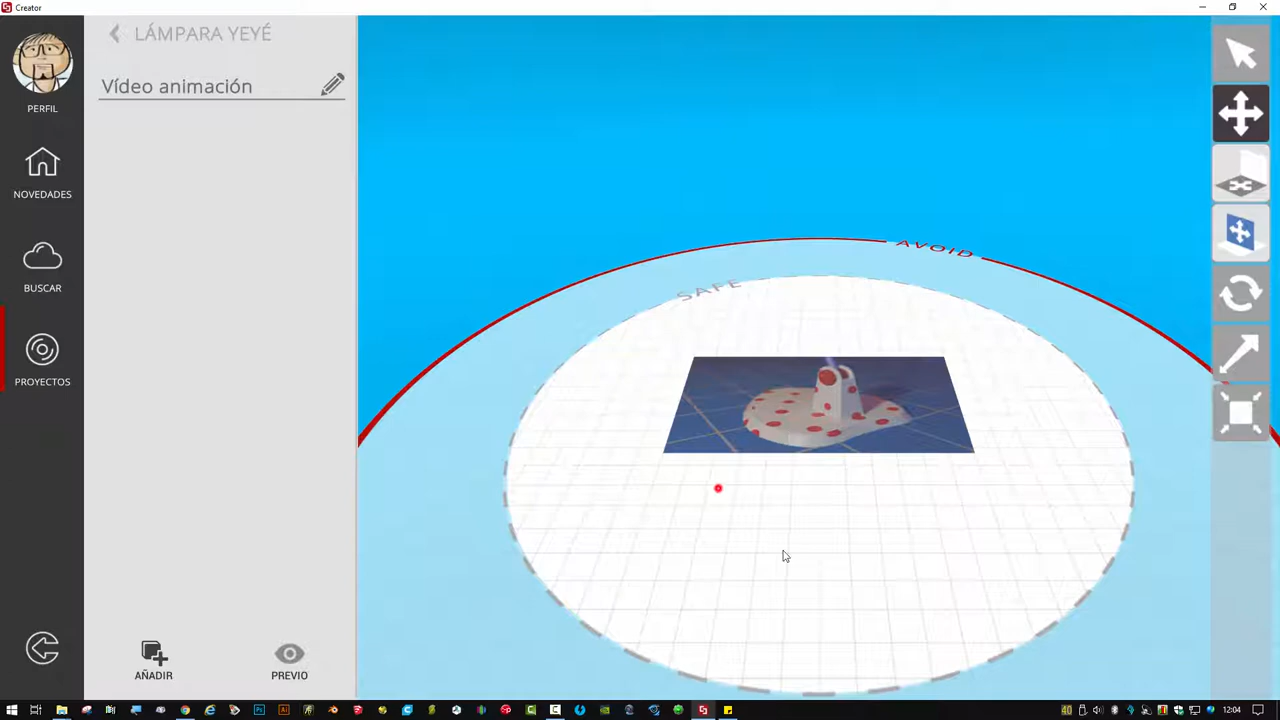 Creator
LÁMPARA YEYÉ
Vídeo animación
PERFIL
NOVEDADES
BUSCAR
PROYECTOS
AÑADIR
PREVIO
AVOID
SAFE
12:04